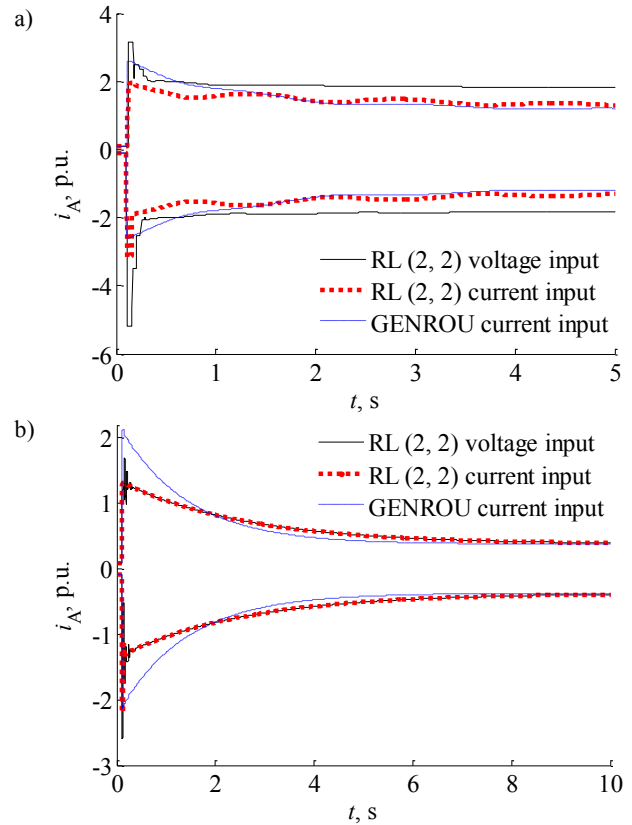 a)
4
2
0
-2
-4
-6
i_A, p.u.
RL (2, 2) voltage input
RL (2, 2) current input
GENROU current input
0 1 2 3 4 5
t, s
b)
2
1
0
-1
-2
-3
i_A, p.u.
RL (2, 2) voltage input
RL (2, 2) current input
GENROU current input
0 2 4 6 8 10
t, s